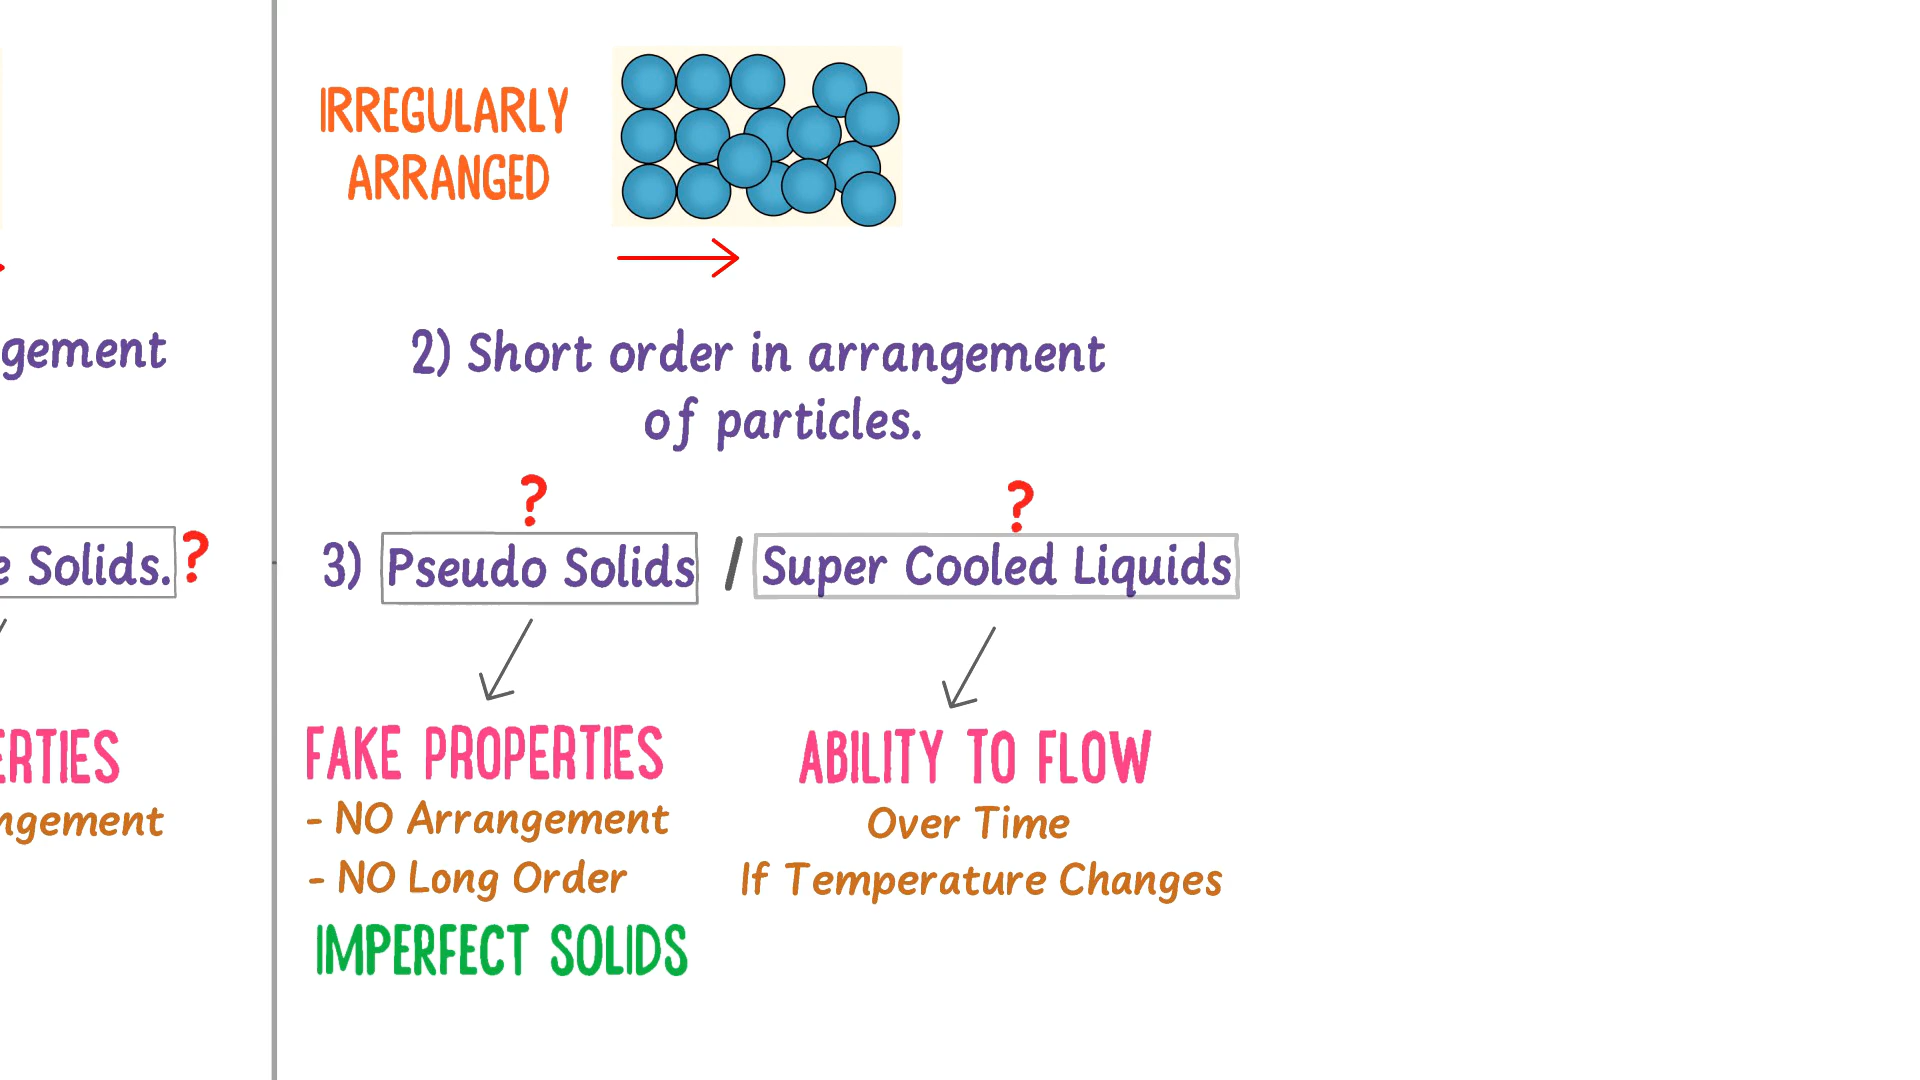 IRREGULARLY
ARRANGED
gement
2) Short order in arrangement
of particles.
?
?
e Solids.
?
3) Pseudo Solids / Super Cooled Liquids
ERTIES
FAKE PROPERTIES
ABILITY TO FLOW
ngement
- NO Arrangement
Over Time
- NO Long Order
If Temperature Changes
IMPERFECT SOLIDS